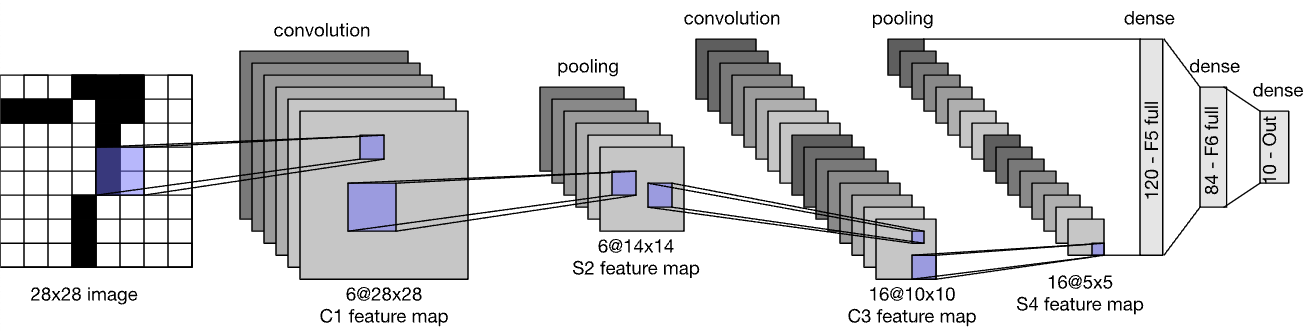 convolution
pooling
convolution
pooling
dense
dense
dense
28x28 image
6@28x28
C1 feature map
6@14x14
S2 feature map
16@10x10
C3 feature map
16@5x5
S4 feature map
120 - F5 full
84 - F6 full
10 - Out